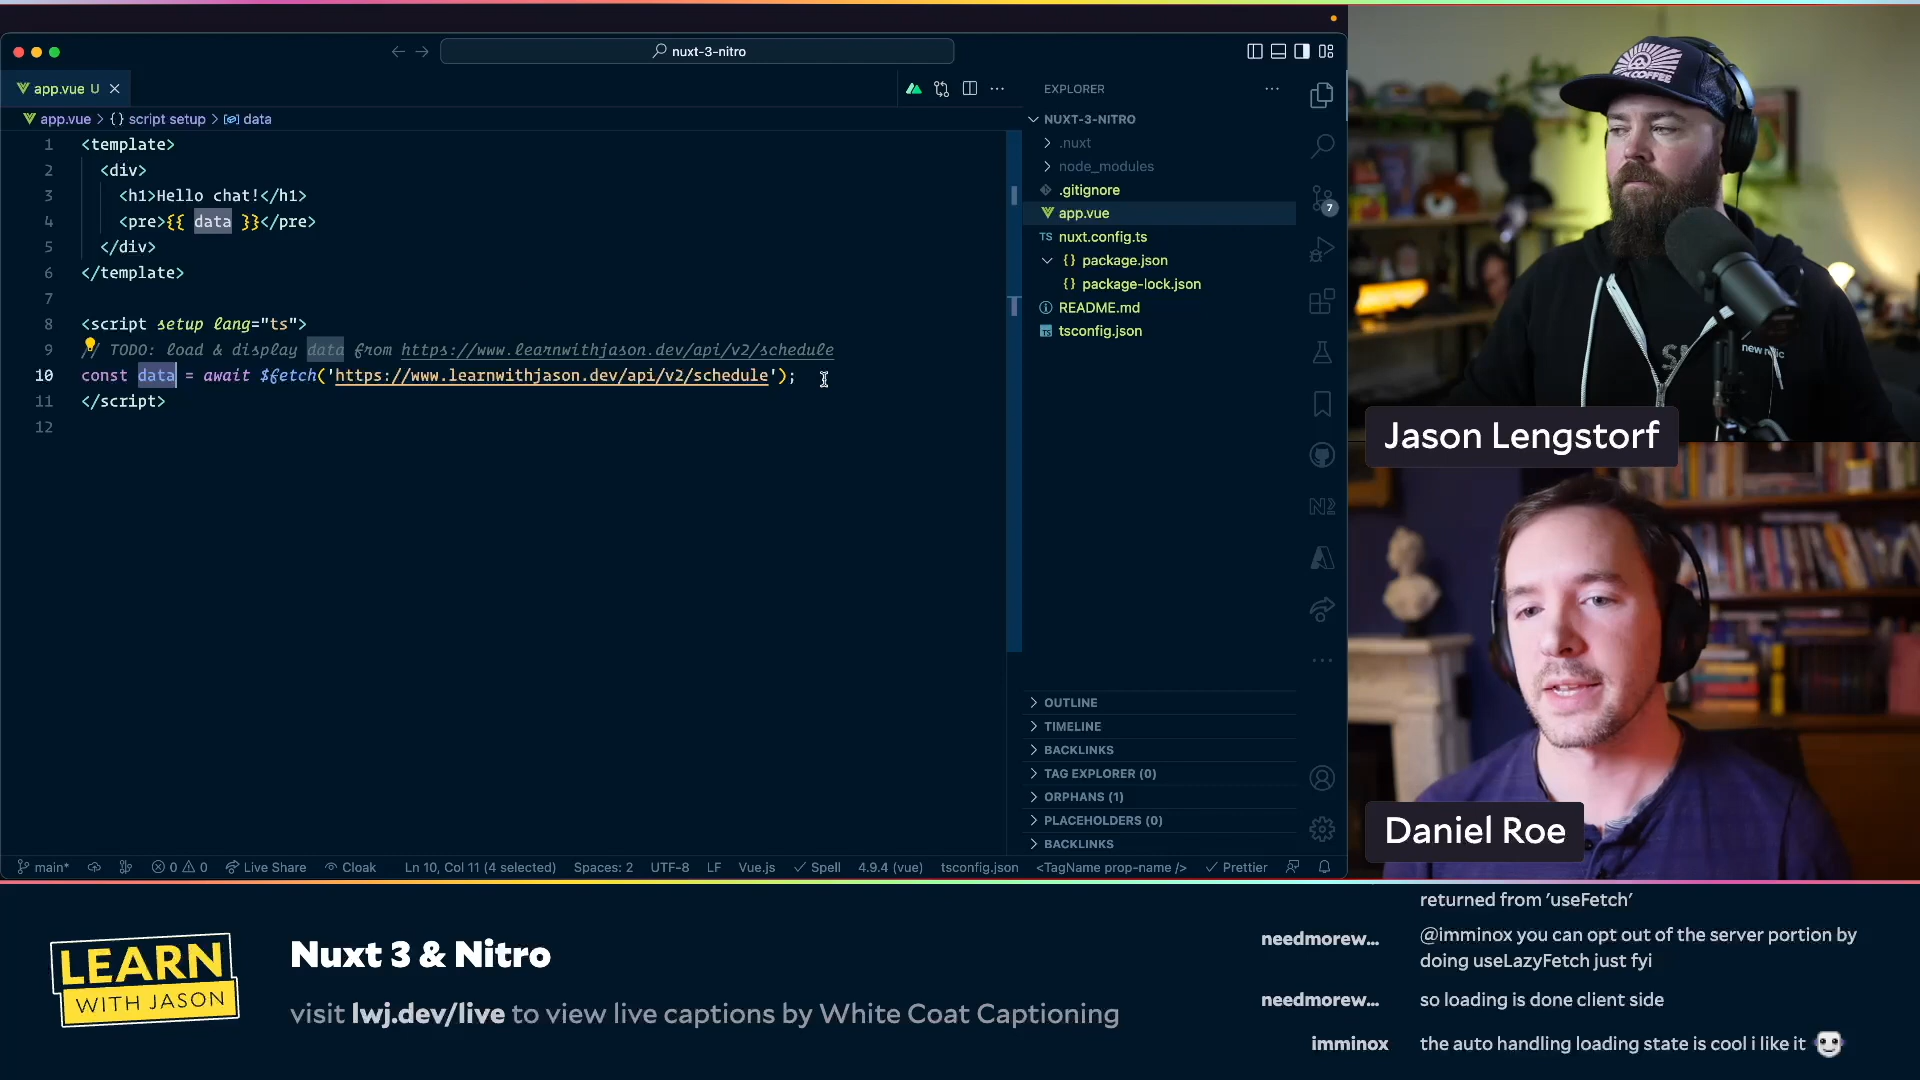 nuxt-3-nitro
app.vue U
app.vue > {} script setup > data
1 <template>
2 <div>
3 <h1>Hello chat!</h1>
4 <pre>{{ data }}</pre>
5 </div>
6 </template>
7
8 <script setup lang="ts">
9 // TODO: load & display data from https://www.learnwithjason.dev/api/v2/schedule
10 const data = await $fetch('https://www.learnwithjason.dev/api/v2/schedule');
11 </script>
12
EXPLORER
NUXT-3-NITRO
.nuxt
node_modules
.gitignore
app.vue
TS nuxt.config.ts
{} package.json
{} package-lock.json
README.md
tsconfig.json
7
OUTLINE
TIMELINE
BACKLINKS
TAG EXPLORER (0)
ORPHANS (1)
PLACEHOLDERS (0)
BACKLINKS
main* 0 0 Live Share Cloak Ln 10, Col 11 (4 selected) Spaces: 2 UTF-8 LF Vue.js Spell 4.9.4 (vue) tsconfig.json <TagName prop-name /> Prettier
COFFEE
new relic
Jason Lengstorf
Daniel Roe
LEARN
WITH JASON
Nuxt 3 & Nitro
visit lwj.dev/live to view live captions by White Coat Captioning
returned from 'useFetch'
needmorew... @imminox you can opt out of the server portion by
doing useLazyFetch just fyi
needmorew... so loading is done client side
imminox the auto handling loading state is cool i like it